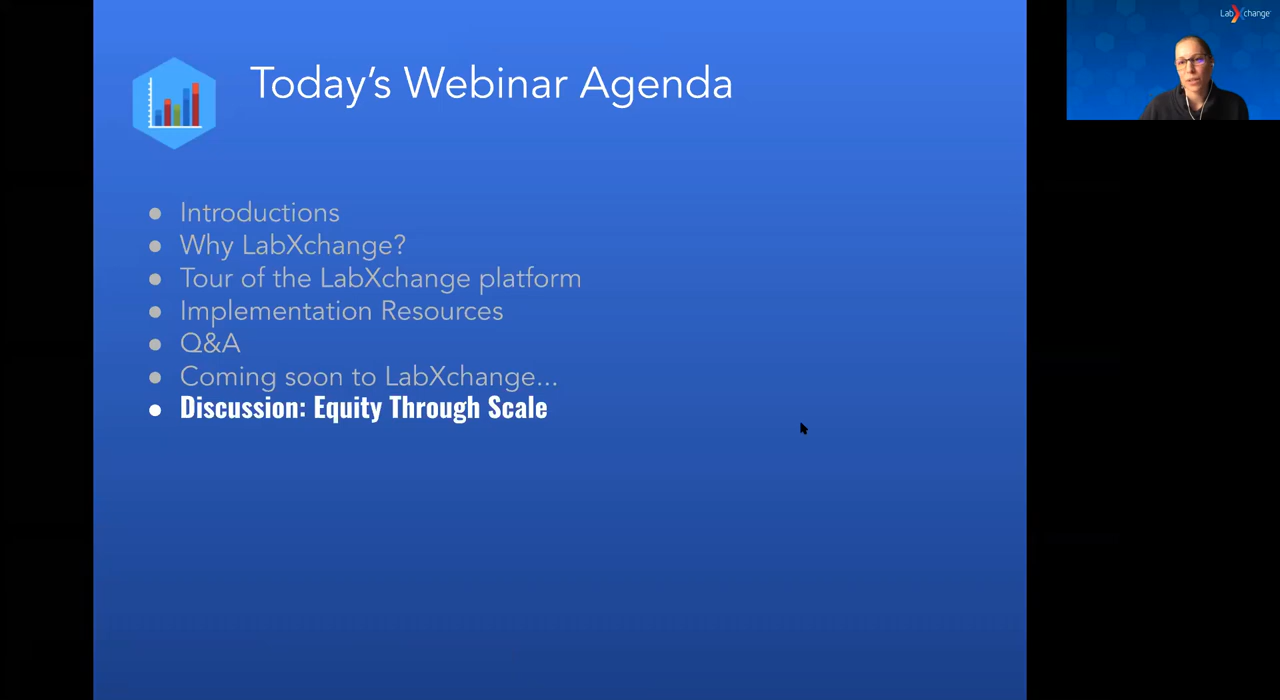 LabXchange
Today's Webinar Agenda
● Introductions
● Why LabXchange?
● Tour of the LabXchange platform
● Implementation Resources
● Q&A
● Coming soon to LabXchange...
● Discussion: Equity Through Scale